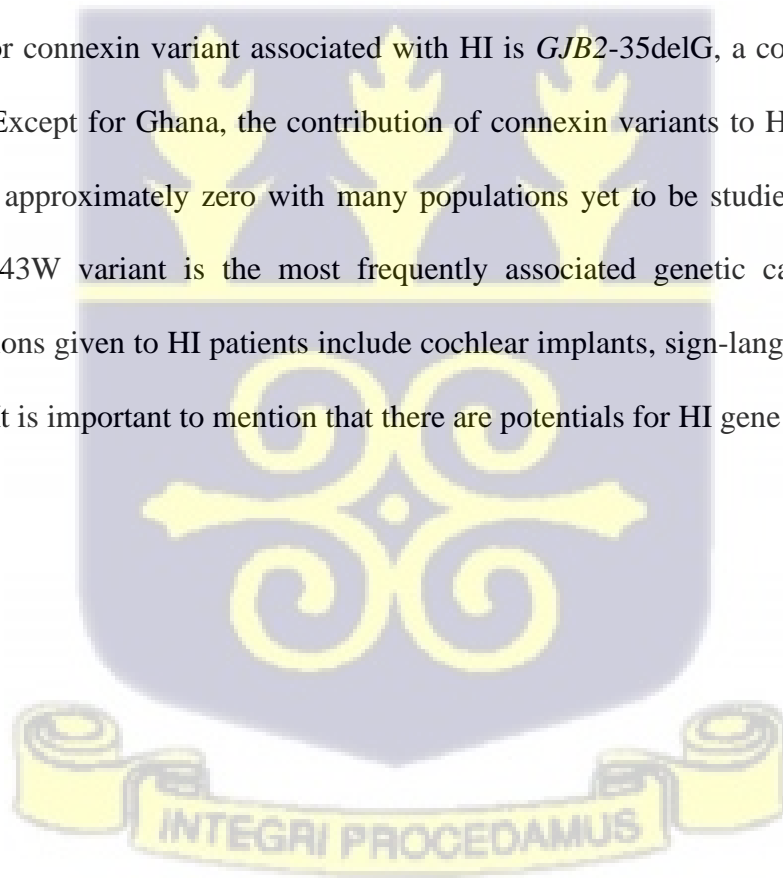 or connexin variant associated with HI is GJB2-35delG, a co
Except for Ghana, the contribution of connexin variants to H
approximately zero with many populations yet to be studie
43W variant is the most frequently associated genetic ca
ons given to HI patients include cochlear implants, sign-lang
t is important to mention that there are potentials for HI gene
INTEGRI PROCEDAMUS